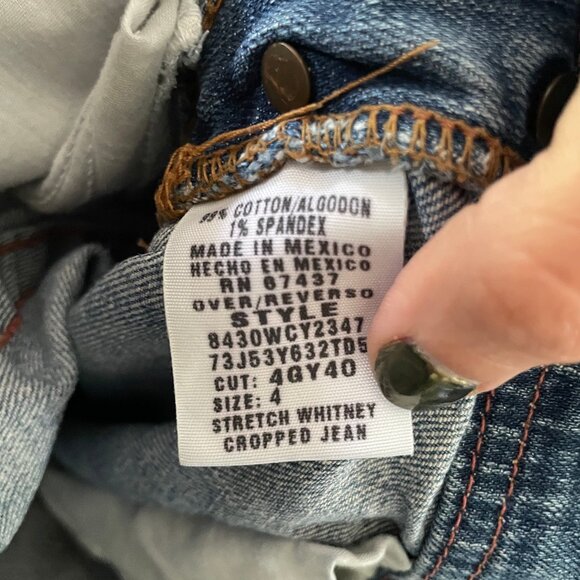 99% COTTON/ALGODON
1% SPANDEX
MADE IN MEXICO
HECHO EN MEXICO
RN 67437
OVER/REVERSO
STYLE
8430WCY2347
73J53Y632TD5
CUT: 4GY40
SIZE: 4
STRETCH WHITNEY
CROPPED JEAN